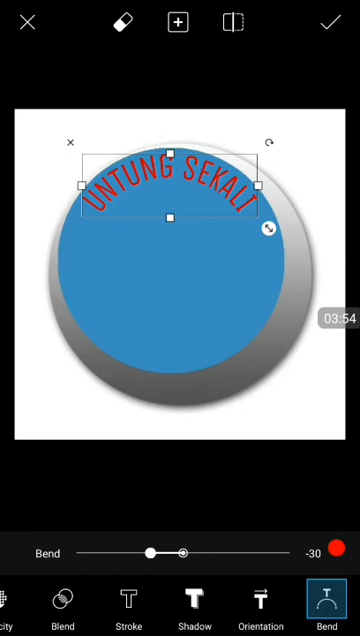 UNTUNG SEKALI
03:54
Bend
-30
city
Blend
Stroke
Shadow
Orientation
Bend